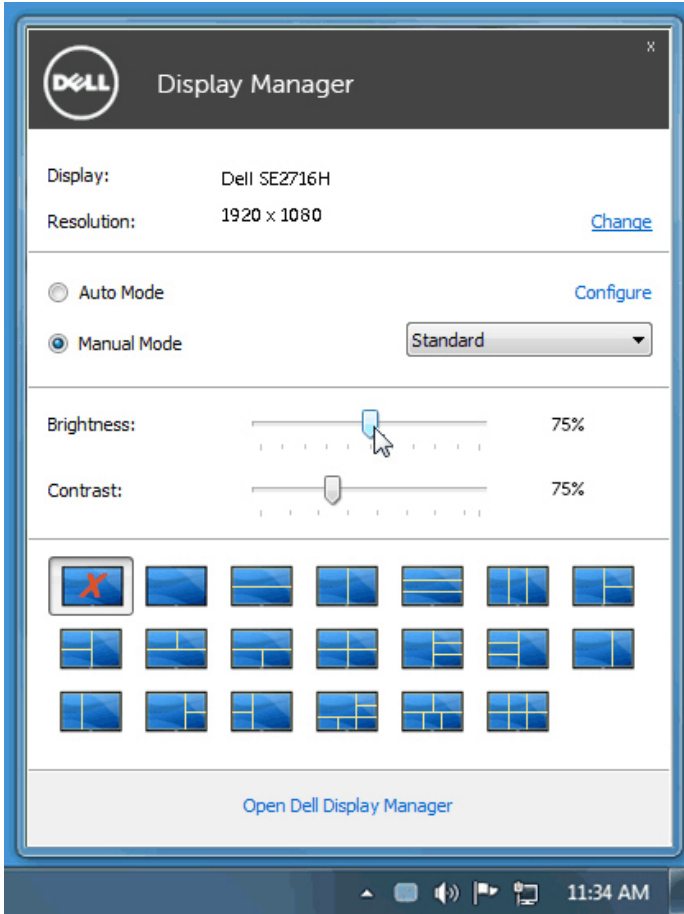 x
DELL
Display Manager
Display: Dell SE2716H
Resolution: 1920 x 1080 Change
Auto Mode Configure
Manual Mode Standard
Brightness: 75%
Contrast: 75%
Open Dell Display Manager
11:34 AM